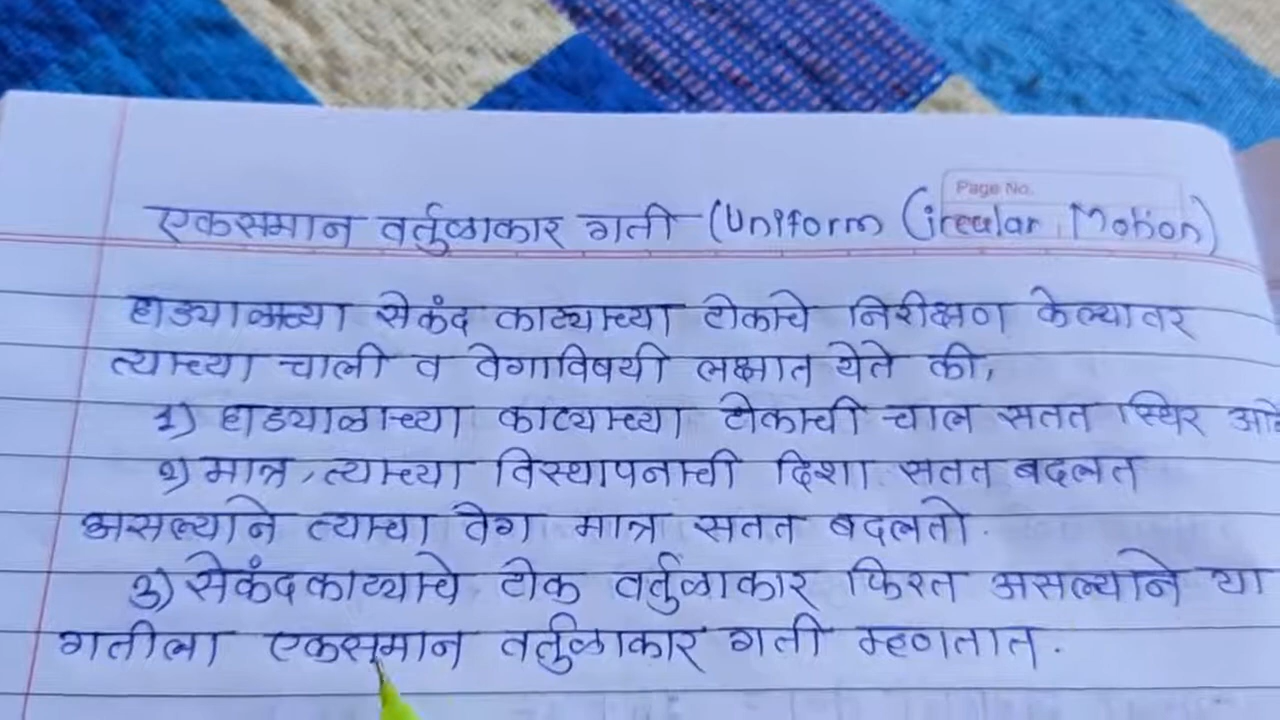 Page No.
एकसमान वर्तुळाकार गती (Uniform Circular Motion)
घड्याळाच्या सेकंद काट्याच्या टोकाचे निरीक्षण केल्यावर
त्याच्या चाली व वेगाविषयी लक्षात येते की,
1) घड्याळाच्या काट्याच्या टोकाची चाल सतत स्थिर
२) मात्र, त्याच्या विस्थापनाची दिशा सतत बदलत
असल्याने त्याचा वेग मात्र सतत बदलतो.
3) सेकंदकाट्याचे टोक वर्तुळाकार फिरत असल्याने या
गतीला एकसमान वर्तुळाकार गती म्हणतात.